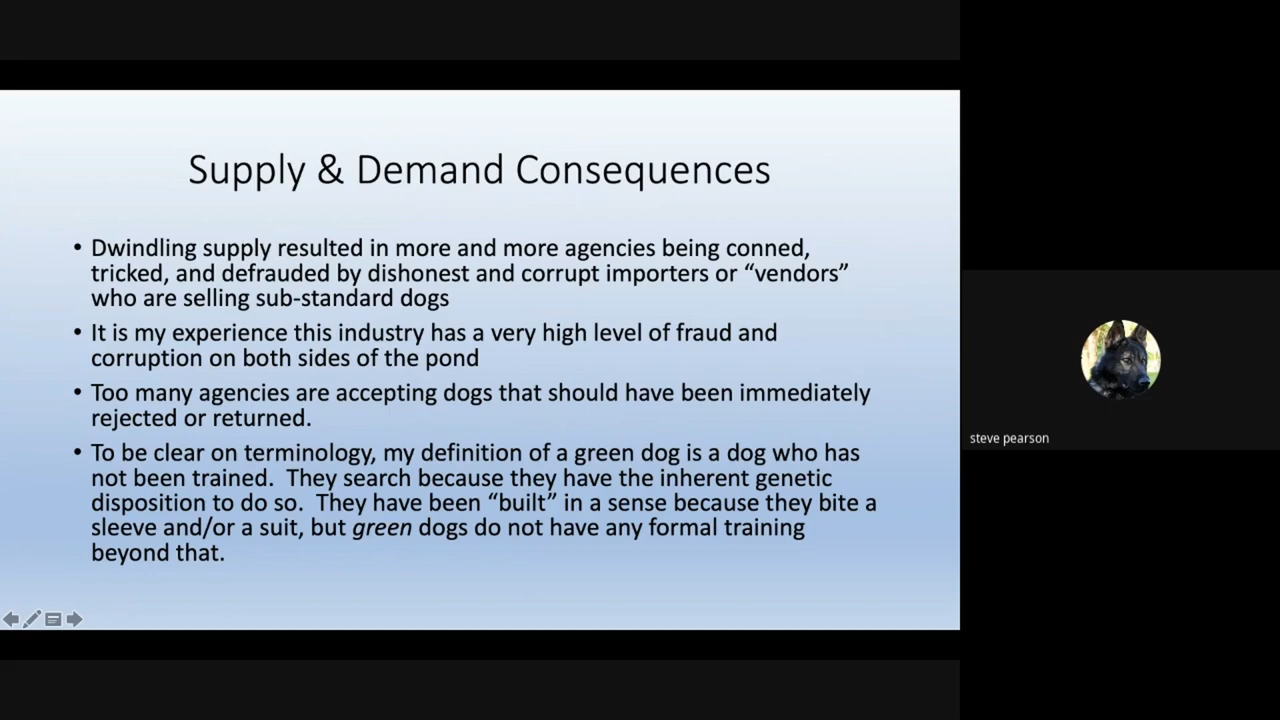 Supply & Demand Consequences
• Dwindling supply resulted in more and more agencies being conned,
tricked, and defrauded by dishonest and corrupt importers or “vendors”
who are selling sub-standard dogs
• It is my experience this industry has a very high level of fraud and
corruption on both sides of the pond
• Too many agencies are accepting dogs that should have been immediately
rejected or returned.
• To be clear on terminology, my definition of a green dog is a dog who has
not been trained.  They search because they have the inherent genetic
disposition to do so.  They have been “built” in a sense because they bite a
sleeve and/or a suit, but green dogs do not have any formal training
beyond that.
steve pearson